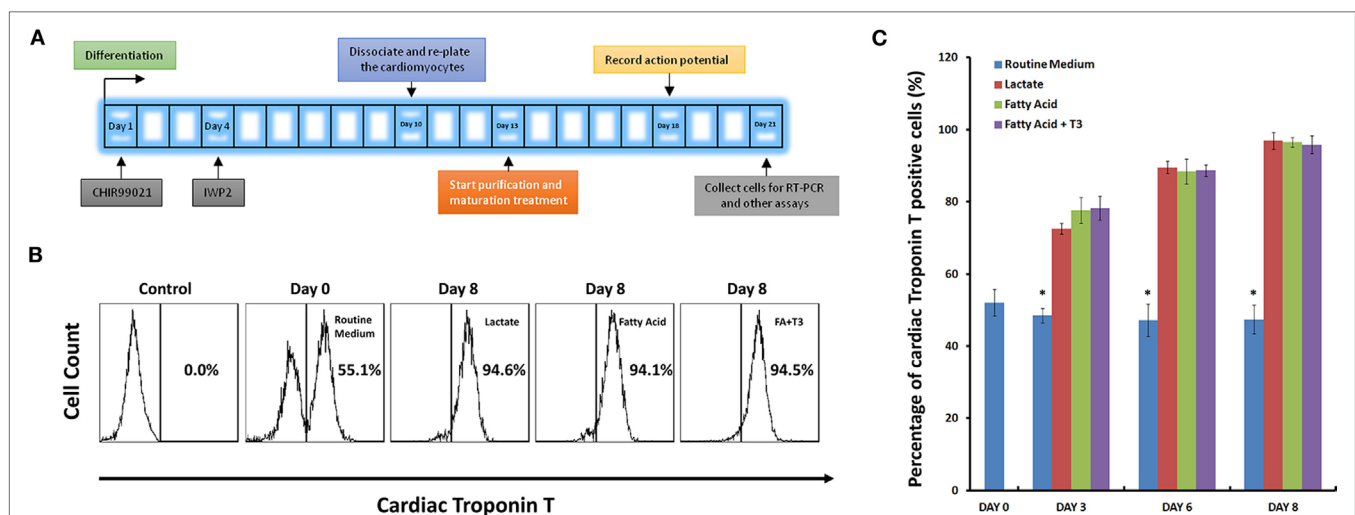 A
Differentiation
Dissociate and re-plate
the cardiomyocytes
Record action potential
Day 1
Day 4
Day 10
Day 13
Day 18
Day 21
CHIR99021
IWP2
Start purification and
maturation treatment
Collect cells for RT-PCR
and other assays
B
Control
Day 0
Day 8
Day 8
Day 8
Cell Count
0.0%
Routine
Medium
55.1%
Lactate
94.6%
Fatty Acid
94.1%
FA+T3
94.5%
Cardiac Troponin T
C
Percentage of cardiac Troponin T positive cells (%)
120
100
80
60
40
20
0
Routine Medium
Lactate
Fatty Acid
Fatty Acid + T3
*
*
*
DAY 0
DAY 3
DAY 6
DAY 8